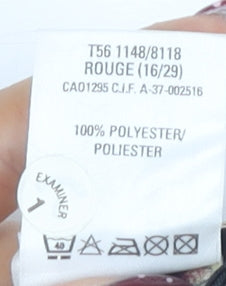 T56 1148/8118
ROUGE (16/29)
CA01295 C.I.F. A-37-002516
100% POLYESTER/
POLIESTER
EXAMINER
1
40